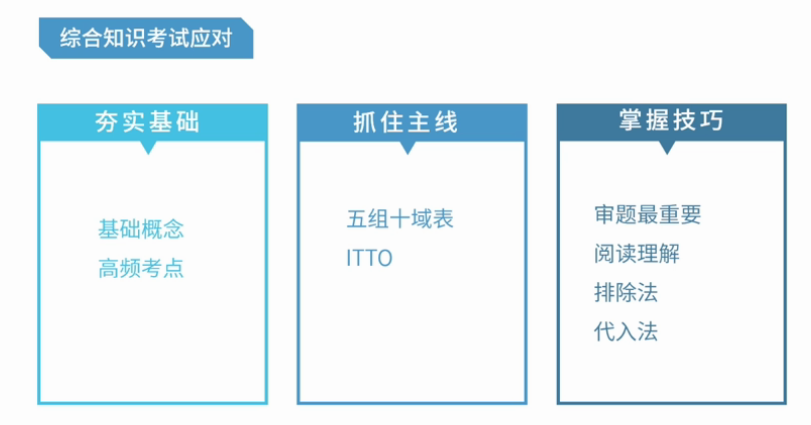 综合知识考试应对
夯实基础
基础概念
高频考点
抓住主线
五组十域表
ITTO
掌握技巧
审题最重要
阅读理解
排除法
代入法